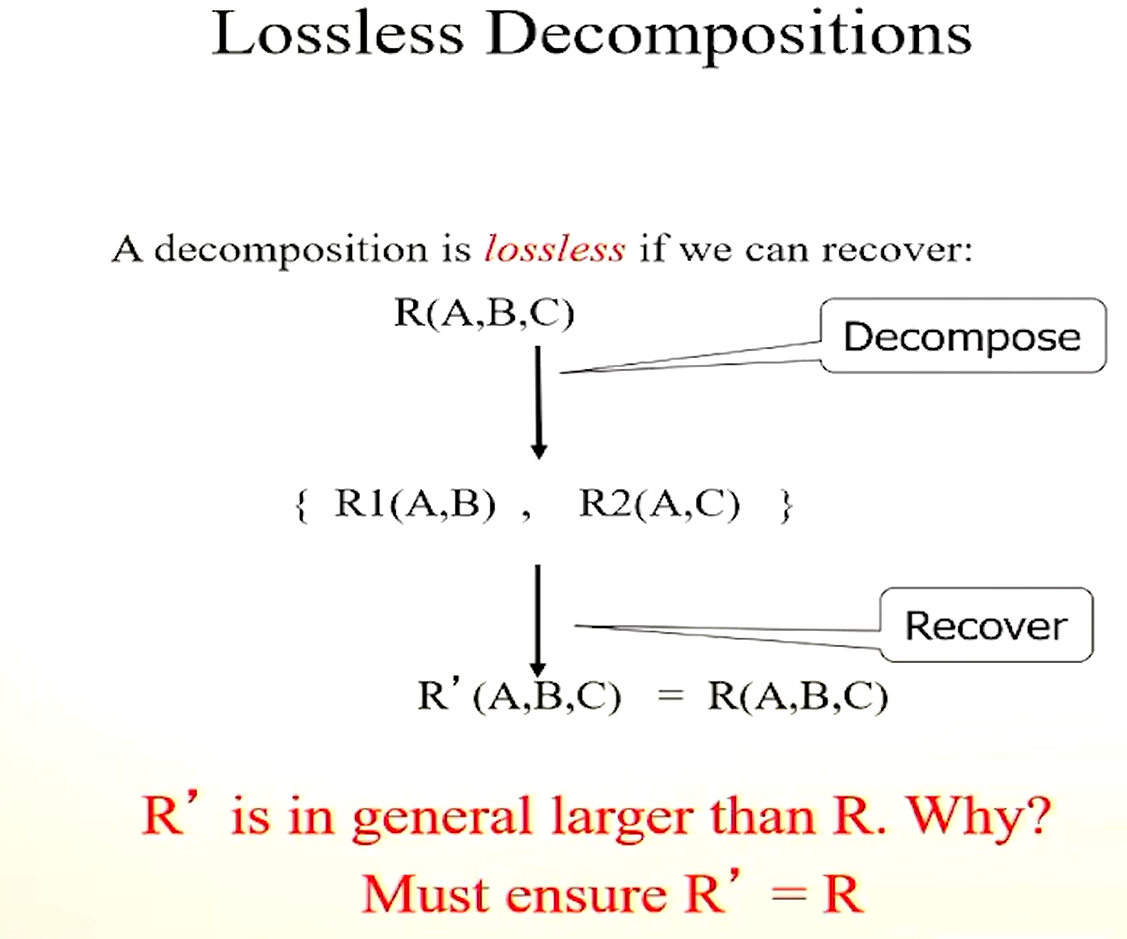 Lossless Decompositions
A decomposition is lossless if we can recover:
R(A,B,C)
Decompose
{ R1(A,B) , R2(A,C) }
Recover
R’ (A,B,C) = R(A,B,C)
R’ is in general larger than R. Why?
Must ensure R’ = R